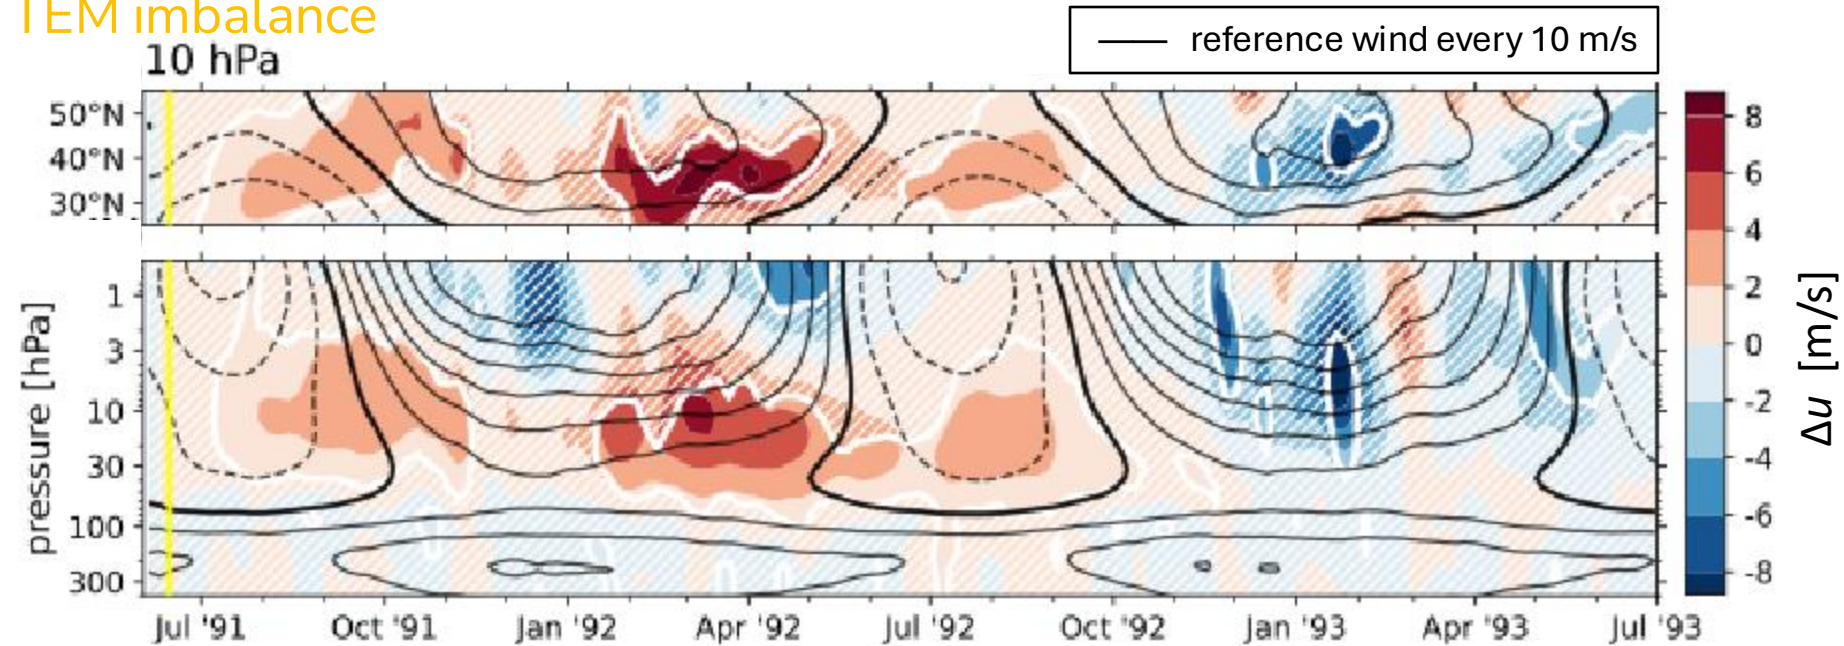 TEM imbalance
reference wind every 10 m/s
10 hPa
50°N
40°N
30°N
pressure [hPa]
1
3
10
30
100
300
Jul '91 Oct '91 Jan '92 Apr '92 Jul '92 Oct '92 Jan '93 Apr '93 Jul '93
8
6
4
2
0
-2
-4
-6
-8
Δu [m/s]